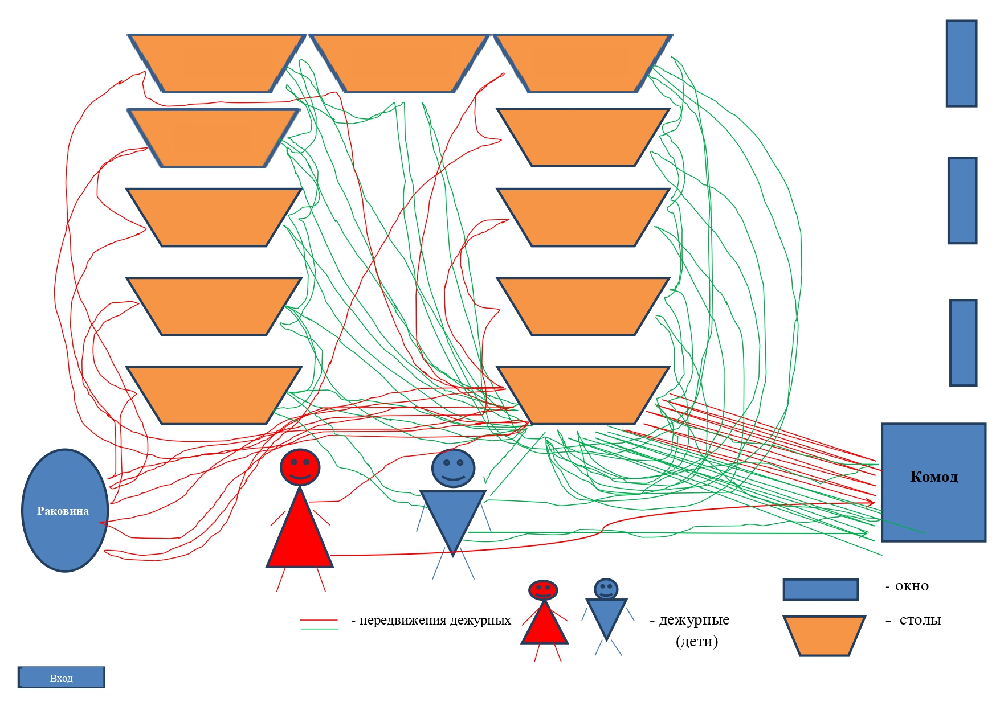 Комод
Раковина
- окно
- передвижения дежурных
- дежурные
(дети)
- столы
Вход